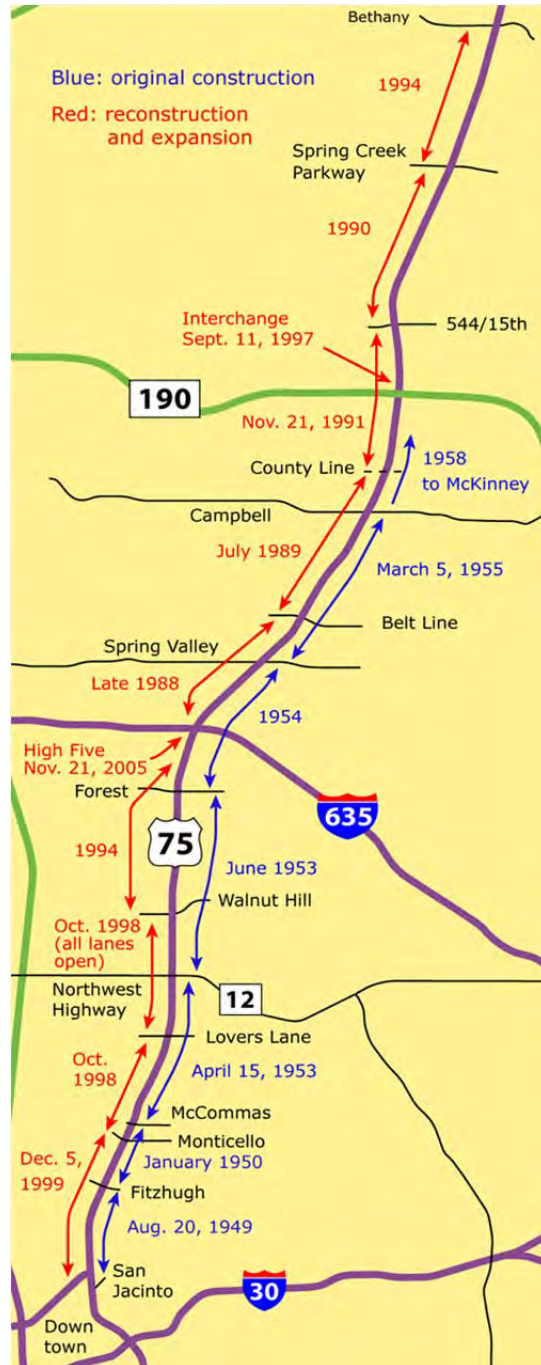 Bethany
Blue: original construction
Red: reconstruction
and expansion
1994
Spring Creek
Parkway
1990
Interchange
Sept. 11, 1997
544/15th
190
Nov. 21, 1991
County Line
1958
to McKinney
Campbell
July 1989
March 5, 1955
Belt Line
Spring Valley
Late 1988
1954
High Five
Nov. 21, 2005
Forest
635
75
1994
June 1953
Walnut Hill
Oct. 1998
(all lanes
open)
Northwest
Highway
12
Lovers Lane
Oct.
1998
April 15, 1953
McCommas
Monticello
Dec. 5,
1999
January 1950
Fitzhugh
Aug. 20, 1949
San
Jacinto
30
Down
town